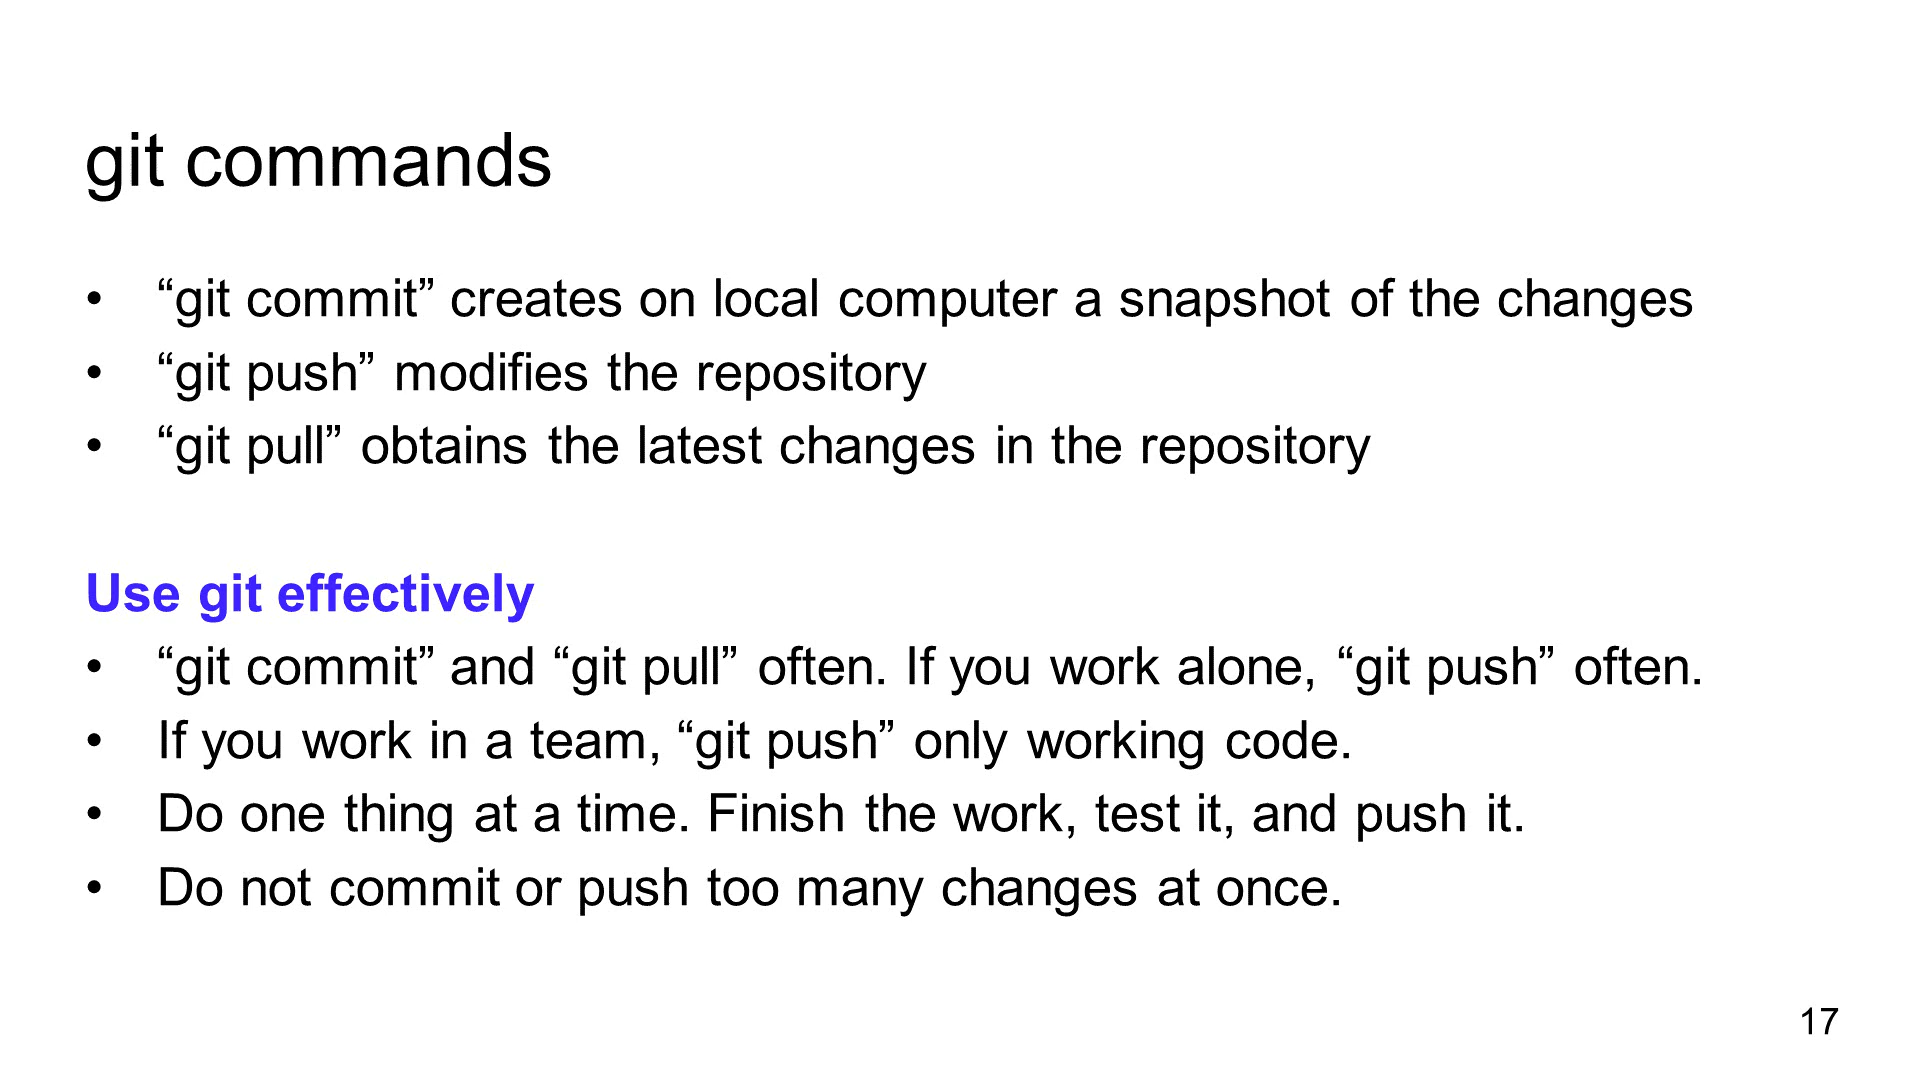 git commands
• “git commit” creates on local computer a snapshot of the changes
• “git push” modifies the repository
• “git pull” obtains the latest changes in the repository
Use git effectively
• “git commit” and “git pull” often. If you work alone, “git push” often.
• If you work in a team, “git push” only working code.
• Do one thing at a time. Finish the work, test it, and push it.
• Do not commit or push too many changes at once.
17